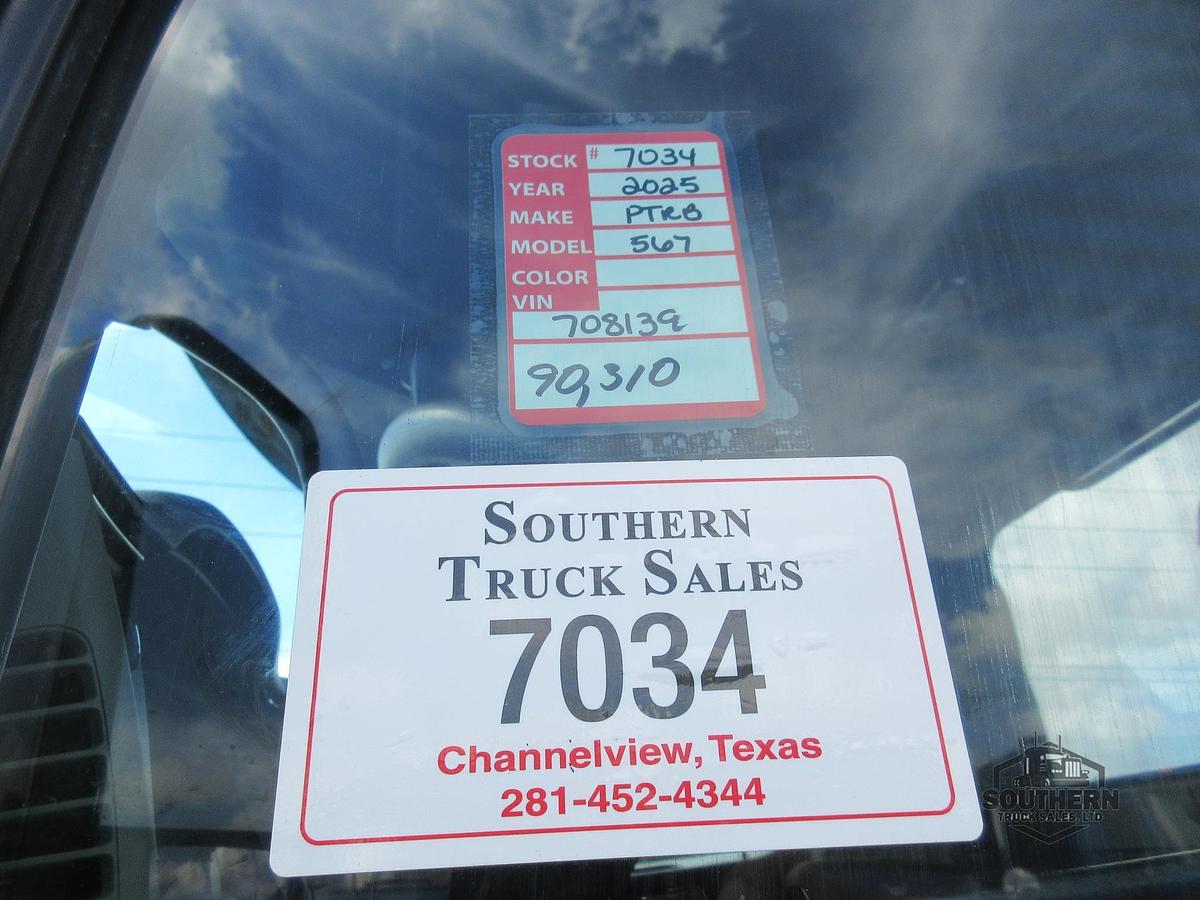 STOCK # 7034
YEAR 2025
MAKE PTRB
MODEL 567
COLOR
VIN
708139
90,310
SOUTHERN
TRUCK SALES
7034
Channelview, Texas
281-452-4344
SOUTHERN
TRUCK SALES, LTD